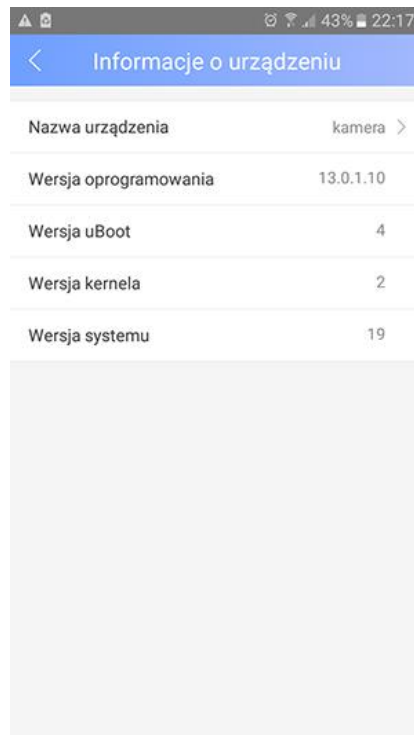 43% 22:17
Informacje o urządzeniu
Nazwa urządzenia kamera
Wersja oprogramowania 13.0.1.10
Wersja uBoot 4
Wersja kernela 2
Wersja systemu 19